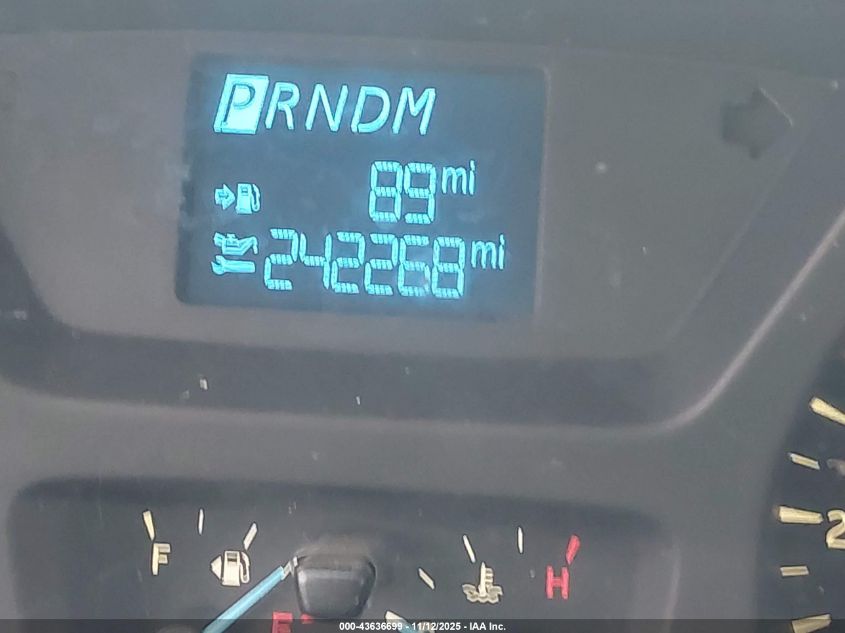 PRNDM
89 mi
242268 mi
F
H
2
E
000-43636699 - 11/12/2025 - IAA Inc.